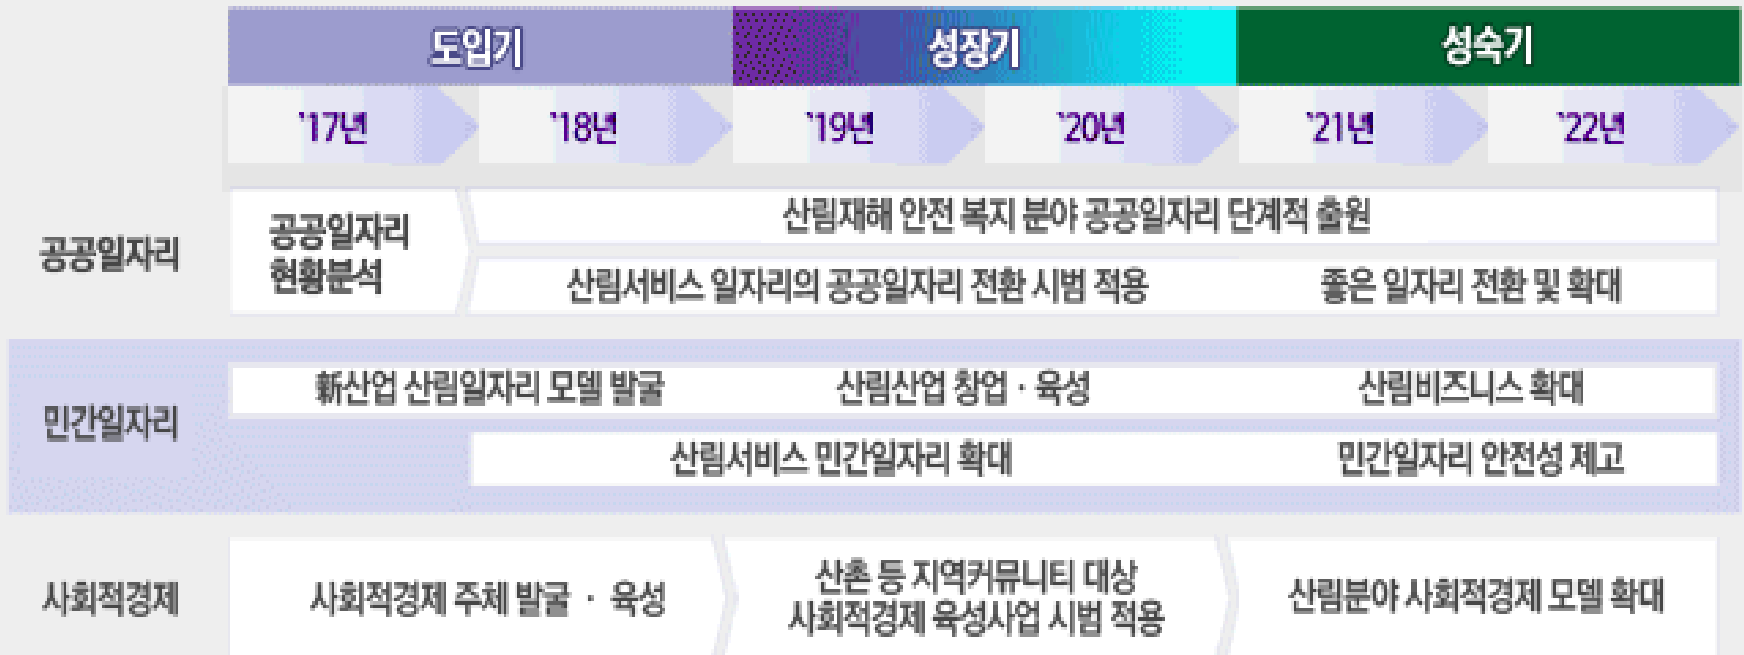 도입기 성장기 성숙기
'17년 '18년 '19년 '20년 '21년 '22년
공공일자리
공공일자리
현황분석
산림재해 안전 복지 분야 공공일자리 단계적 출원
산림서비스 일자리의 공공일자리 전환 시범 적용 좋은 일자리 전환 및 확대
민간일자리
新산업 산림일자리 모델 발굴 산림산업 창업 · 육성 산림비즈니스 확대
산림서비스 민간일자리 확대 민간일자리 안전성 제고
사회적경제
사회적경제 주체 발굴 · 육성
산촌 등 지역커뮤니티 대상
사회적경제 육성사업 시범 적용
산림분야 사회적경제 모델 확대